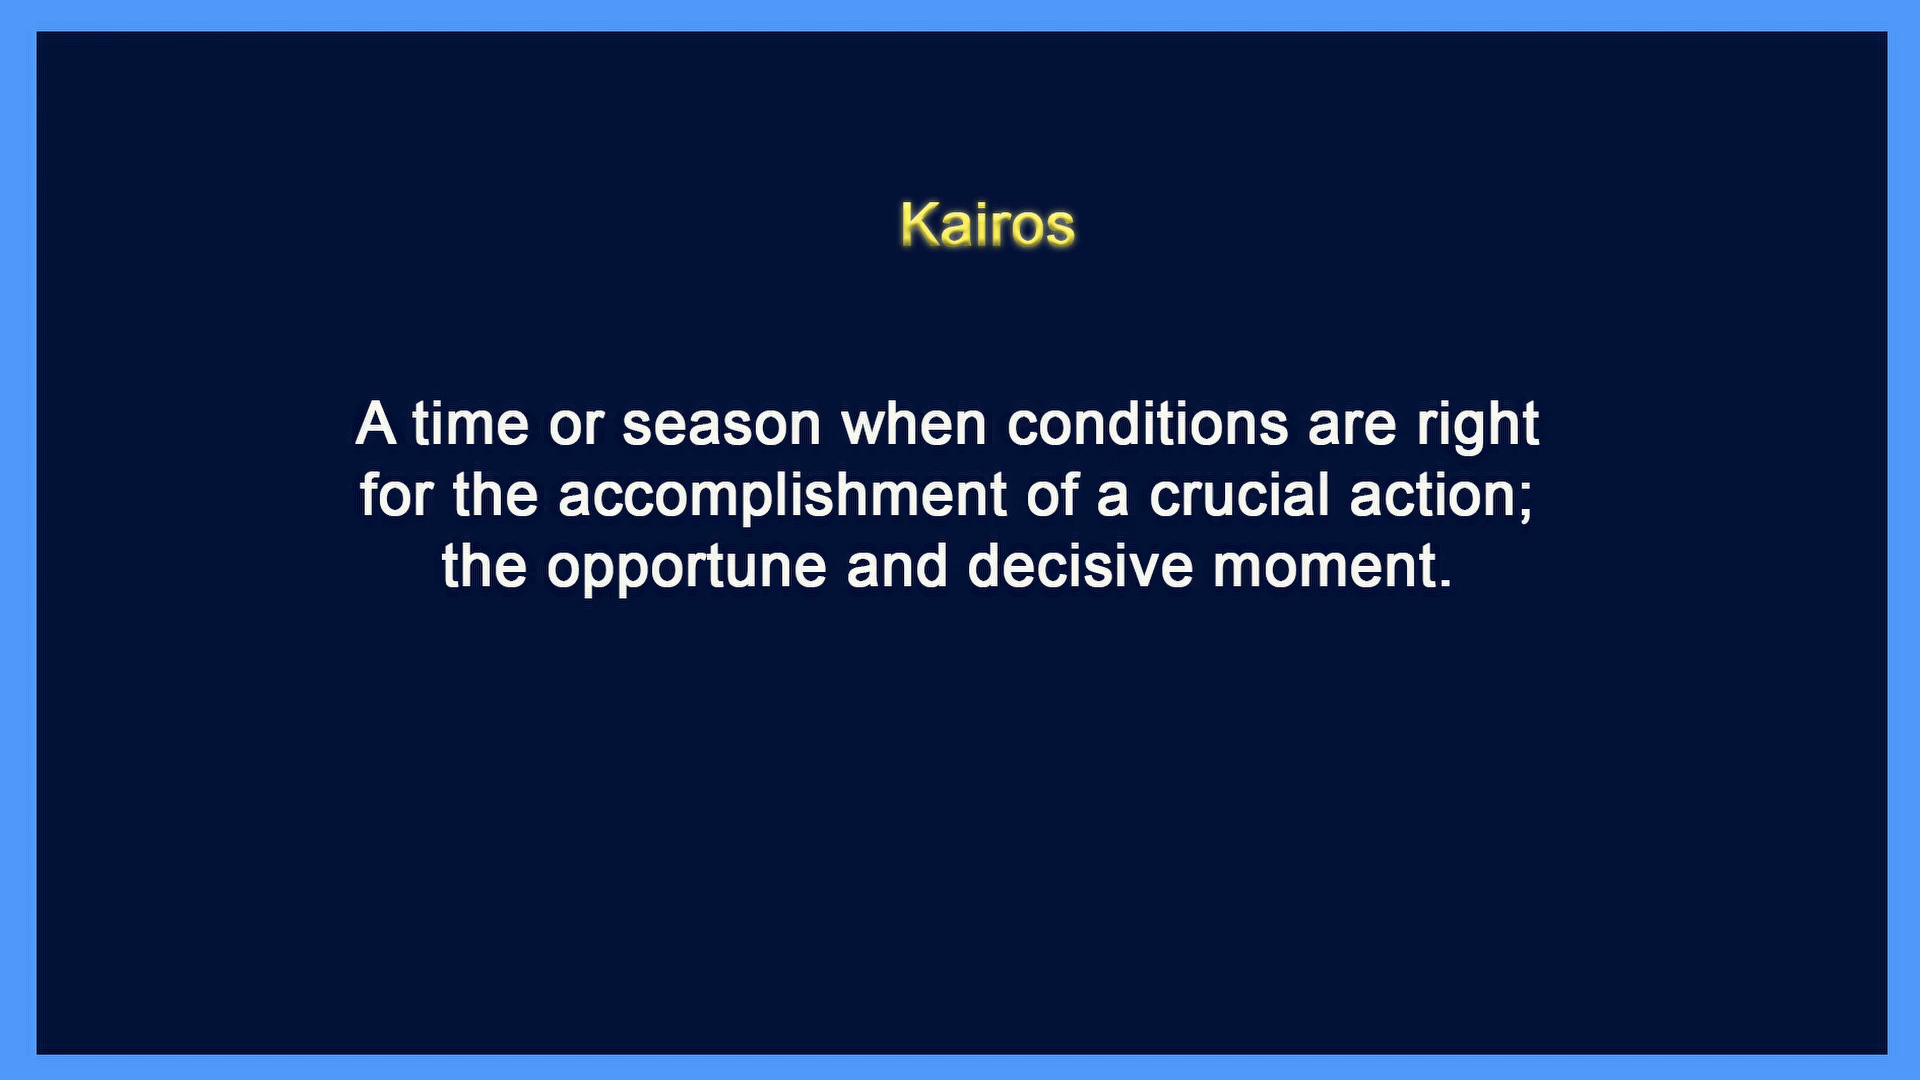 Kairos
A time or season when conditions are right
for the accomplishment of a crucial action;
the opportune and decisive moment.